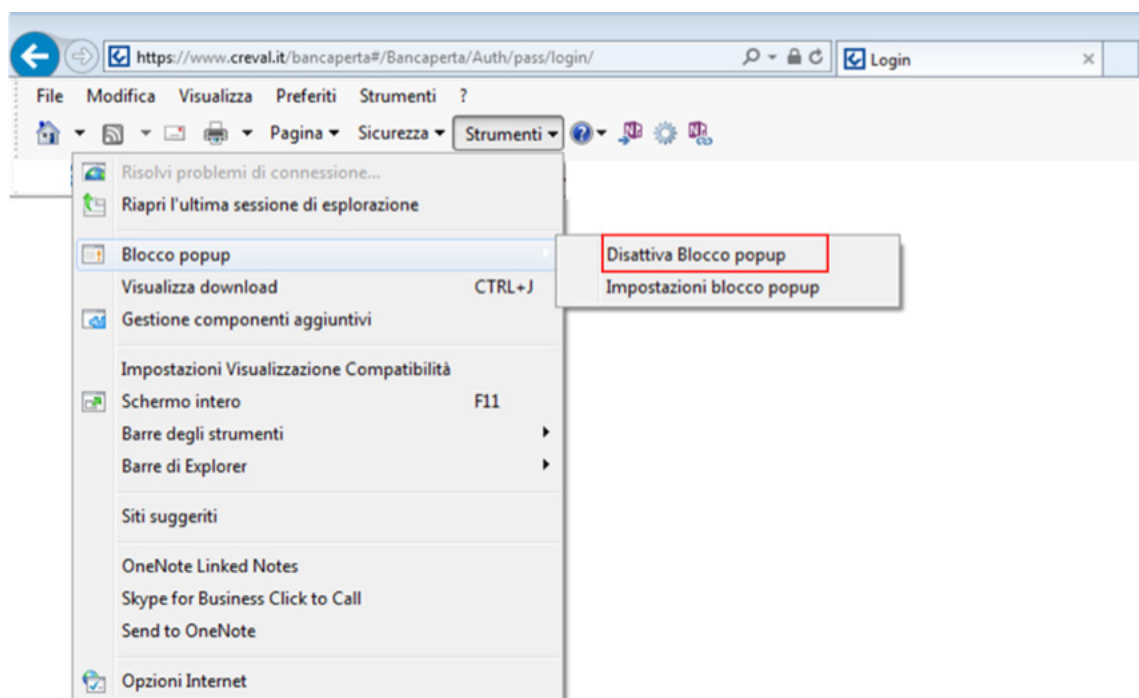 https://www.creval.it/bancaperta#/Bancaperta/Auth/pass/login/ Login
File Modifica Visualizza Preferiti Strumenti ?
Pagina Sicurezza Strumenti
Risolvi problemi di connessione...
Riapri l'ultima sessione di esplorazione
Blocco popup
Disattiva Blocco popup
Visualizza download CTRL+J
Impostazioni blocco popup
Gestione componenti aggiuntivi
Impostazioni Visualizzazione Compatibilità
Schermo intero F11
Barre degli strumenti
Barre di Explorer
Siti suggeriti
OneNote Linked Notes
Skype for Business Click to Call
Send to OneNote
Opzioni Internet